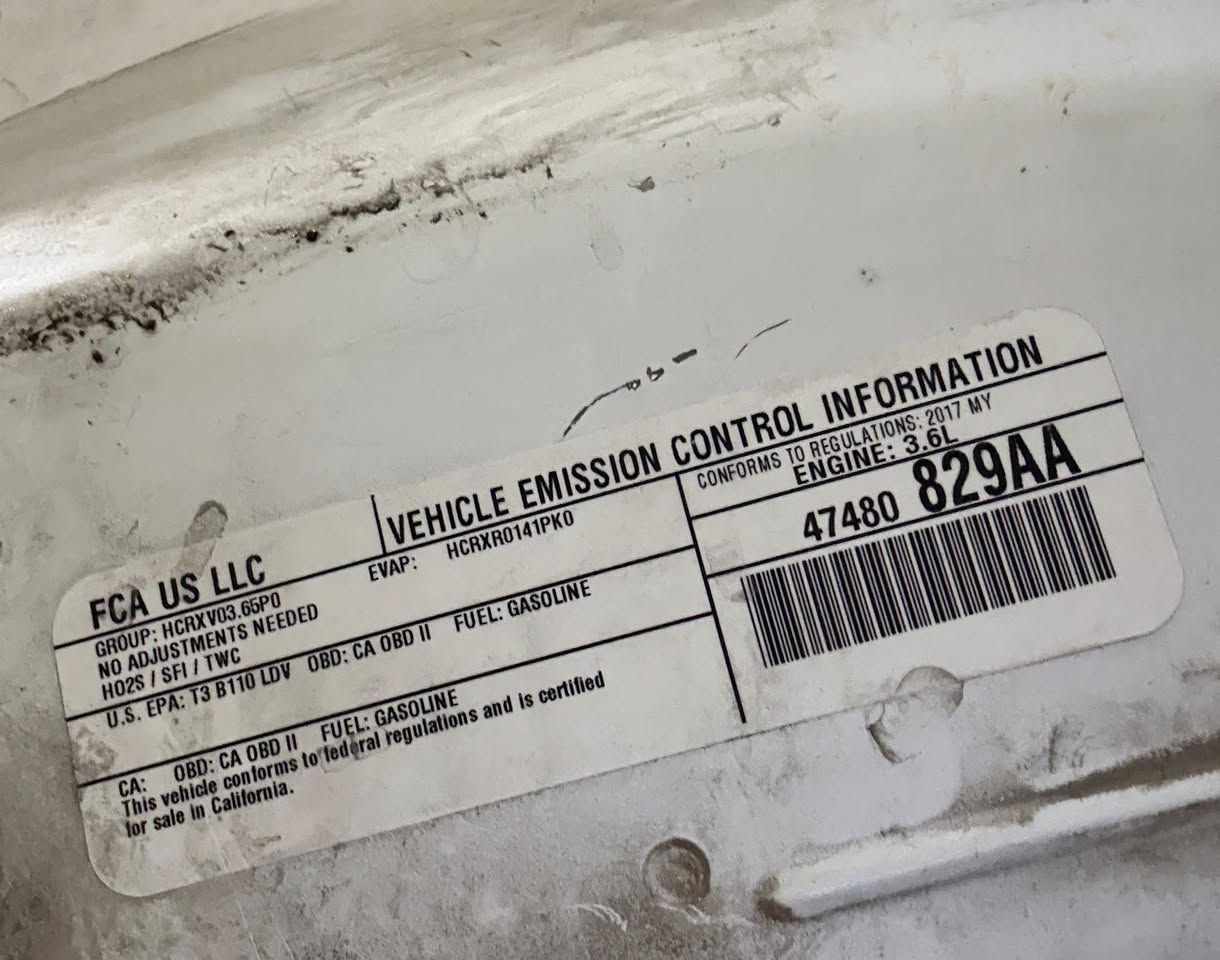 VEHICLE EMISSION CONTROL INFORMATION
FCA US LLC
GROUP: HCRXV03.65P0
EVAP: HCRXR0141PK0
NO ADJUSTMENTS NEEDED
HO2S / SFI / TWC
U.S. EPA: T3 B110 LDV OBD: CA OBD II FUEL: GASOLINE
CA: OBD: CA OBD II FUEL: GASOLINE
This vehicle conforms to federal regulations and is certified
for sale in California.
CONFORMS TO REGULATIONS: 2017 MY
ENGINE: 3.6L
47480 829AA